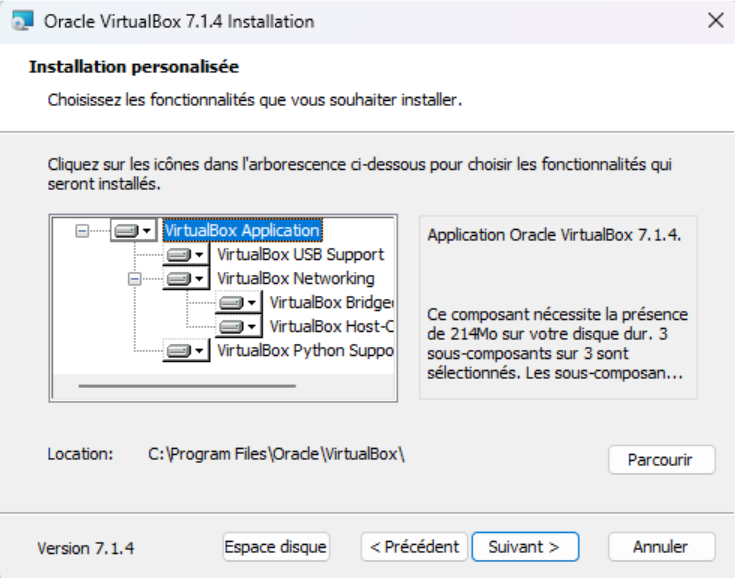 Oracle VirtualBox 7.1.4 Installation
Installation personalisée
Choisissez les fonctionnalités que vous souhaiter installer.
Cliquez sur les icônes dans l'arborescence ci-dessous pour choisir les fonctionnalités qui
seront installés.
VirtualBox Application
VirtualBox USB Support
VirtualBox Networking
VirtualBox Bridge
VirtualBox Host-C
VirtualBox Python Suppo
Application Oracle VirtualBox 7.1.4.
Ce composant nécessite la présence
de 214Mo sur votre disque dur. 3
sous-composants sur 3 sont
sélectionnés. Les sous-composan...
Location: C:\Program Files\Oracle\VirtualBox\
Parcourir
Version 7.1.4
Espace disque
< Précédent
Suivant >
Annuler